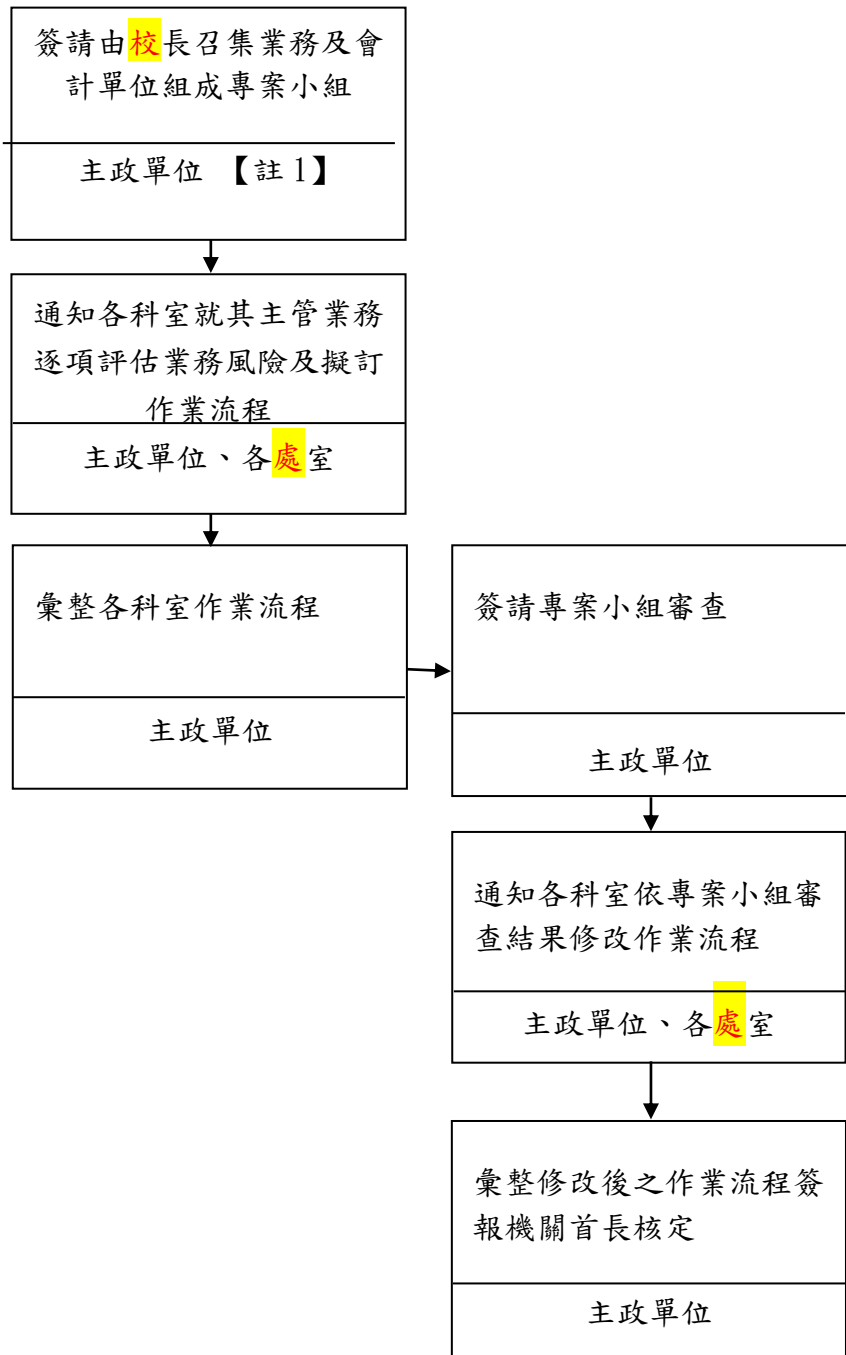 簽請由校長召集業務及會
計單位組成專案小組
主政單位 【註1】
通知各科室就其主管業務
逐項評估業務風險及擬訂
作業流程
主政單位、各處室
彙整各科室作業流程
主政單位
簽請專案小組審查
主政單位
通知各科室依專案小組審
查結果修改作業流程
主政單位、各處室
彙整修改後之作業流程簽
報機關首長核定
主政單位